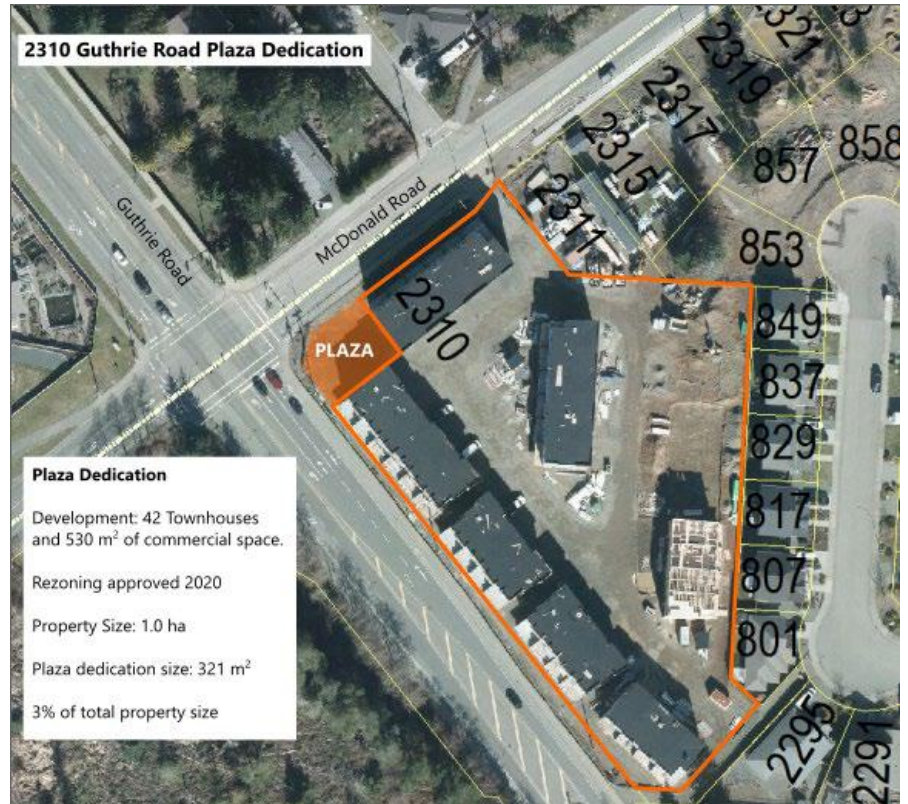 2310 Guthrie Road Plaza Dedication
Guthrie Road
McDonald Road
2321
2319
2317
2315
2311
2310
857
858
853
849
837
829
817
807
801
2295
2291
PLAZA
Plaza Dedication
Development: 42 Townhouses
and 530 m² of commercial space.
Rezoning approved 2020
Property Size: 1.0 ha
Plaza dedication size: 321 m²
3% of total property size